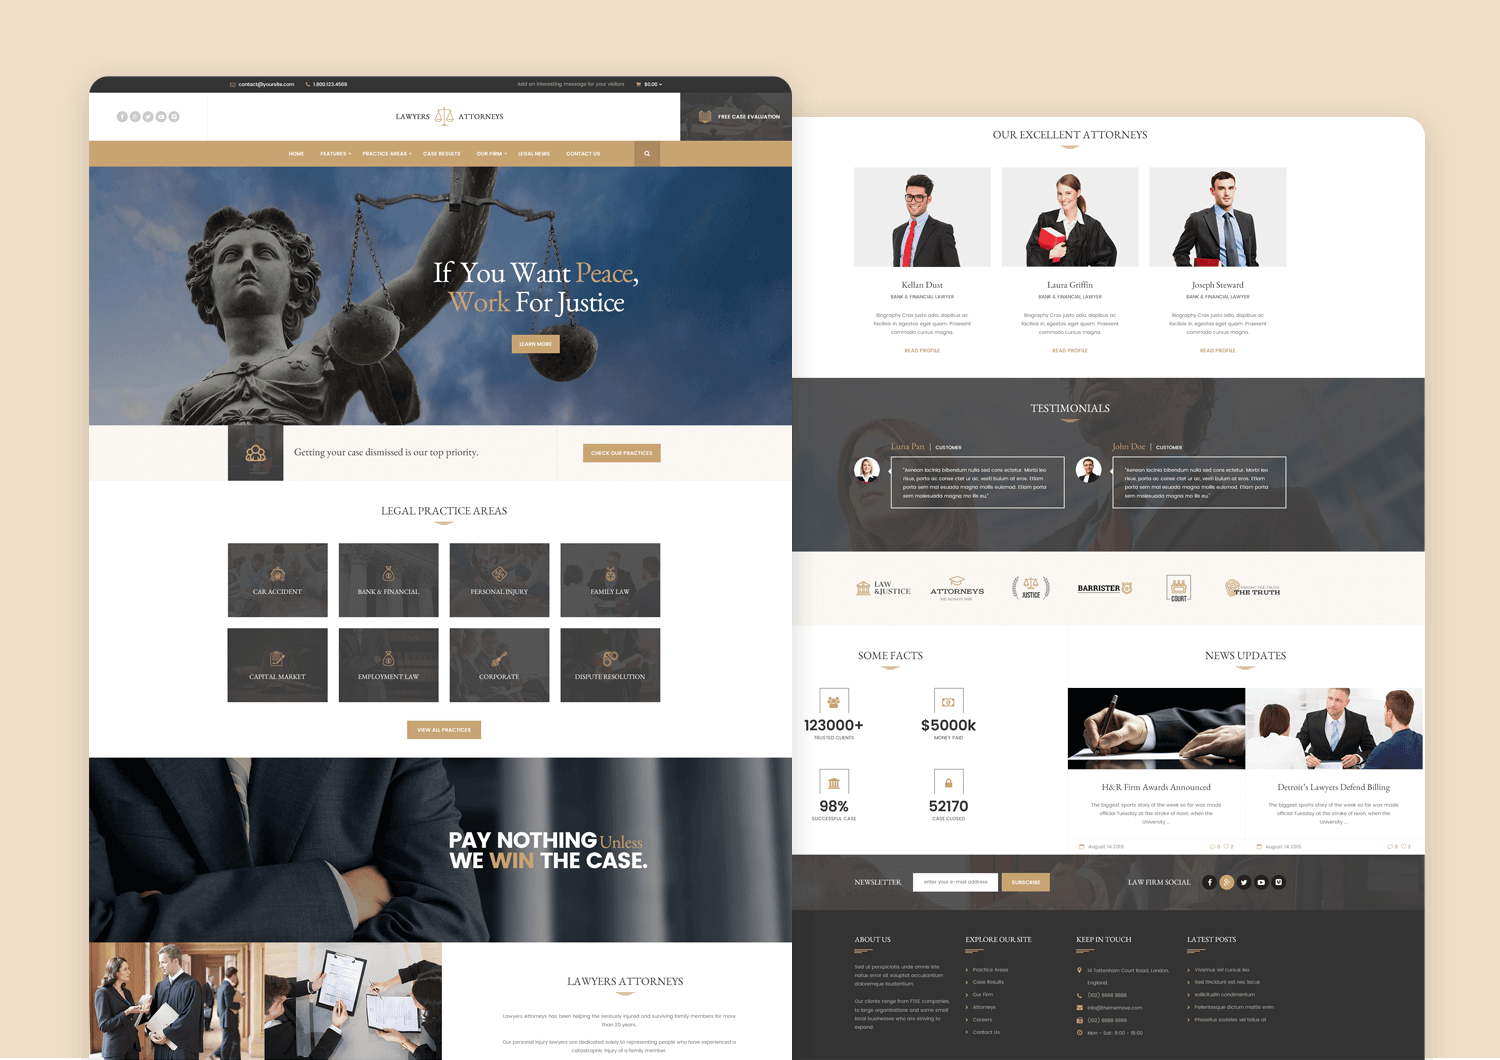 contact@yoursite.com
1.800.123.4569
Add an interesting message for your visitors
$0.00
LAWYERS ATTORNEYS
FREE CASE EVALUATION
HOME FEATURES PRACTICE AREAS CASE RESULTS OUR FIRM LEGAL NEWS CONTACT US
If You Want Peace,
Work For Justice
LEARN MORE
Getting your case dismissed is our top priority.
CHECK OUR PRACTICES
LEGAL PRACTICE AREAS
CAR ACCIDENT
BANK & FINANCIAL
PERSONAL INJURY
FAMILY LAW
CAPITAL MARKET
EMPLOYMENT LAW
CORPORATE
DISPUTE RESOLUTION
VIEW ALL PRACTICES
PAY NOTHING Unless
WE WIN THE CASE.
LAWYERS ATTORNEYS
Lawyers Attorneys has been helping the seriously injured and surviving family members for more
than 20 years.
Our personal injury lawyers are dedicated solely to representing people who have experienced a
catastrophic injury of a family member.
OUR EXCELLENT ATTORNEYS
Kellan Dust
BANK & FINANCIAL LAWYER
Biography Cras justo odio, dapibus ac
facilisis in, egestas eget quam. Praesent
commodo cursus magna.
READ PROFILE
Laura Griffin
BANK & FINANCIAL LAWYER
Biography Cras justo odio, dapibus ac
facilisis in, egestas eget quam. Praesent
commodo cursus magna.
READ PROFILE
Joseph Steward
BANK & FINANCIAL LAWYER
Biography Cras justo odio, dapibus ac
facilisis in, egestas eget quam. Praesent
commodo cursus magna.
READ PROFILE
TESTIMONIALS
Luna Pan | CUSTOMER
"Aenean lacinia bibendum nulla sed cons ectetur. Morbi leo
risus, porta ac conse ctet ur ac, vesti bulum at eros. Etiam
porta sem mal esuada magna mollis euismod. Etiam porta
sem malesuada magna mo llis eu."
John Doe | CUSTOMER
"Aenean lacinia bibendum nulla sed cons ectetur. Morbi leo
risus, porta ac conse ctet ur ac, vesti bulum at eros. Etiam
porta sem mal esuada magna mollis euismod. Etiam porta
sem malesuada magna mo llis eu."
LAW
&JUSTICE
ATTORNEYS
WE ALWAYS WIN
JUSTICE
BARRISTER
COURT
FINDING THE TRUTH
THE TRUTH
SOME FACTS
123000+
TRUSTED CLIENTS
$5000k
MONEY PAID
98%
SUCCESSFUL CASE
52170
CASE CLOSED
NEWS UPDATES
H&R Firm Awards Announced
The biggest sports story of the week so far was made
official Tuesday at the stroke of noon, when the
University ...
August 14 2015
0 2
Detroit's Lawyers Defend Billing
The biggest sports story of the week so far was made
official Tuesday at the stroke of noon, when the
University ...
August 14 2015
0 2
NEWSLETTER
enter your e-mail address
SUBSCRIBE
LAW FIRM SOCIAL
ABOUT US
Sed ut perspiciatis unde omnis iste
natus error sit voluptat accusantium
doloremque laudantium.
Our clients range from FTSE companies,
to large organisations and some small
local businesses who are striving to
expand.
EXPLORE OUR SITE
Practice Areas
Case Results
Our Firm
Attorneys
Careers
Contact Us
KEEP IN TOUCH
14 Tottenham Court Road, London,
England.
(102) 6666 8888
info@thememove.com
(102) 8888 9999
Mon - Sat: 9:00 - 18:00
LATEST POSTS
Vivamus vel cursus leo
Sed tincidunt est nec lacus
sollicitudin condimentum
Pellentesque dictum mattis enim
Phasellus sodales vel tellus at